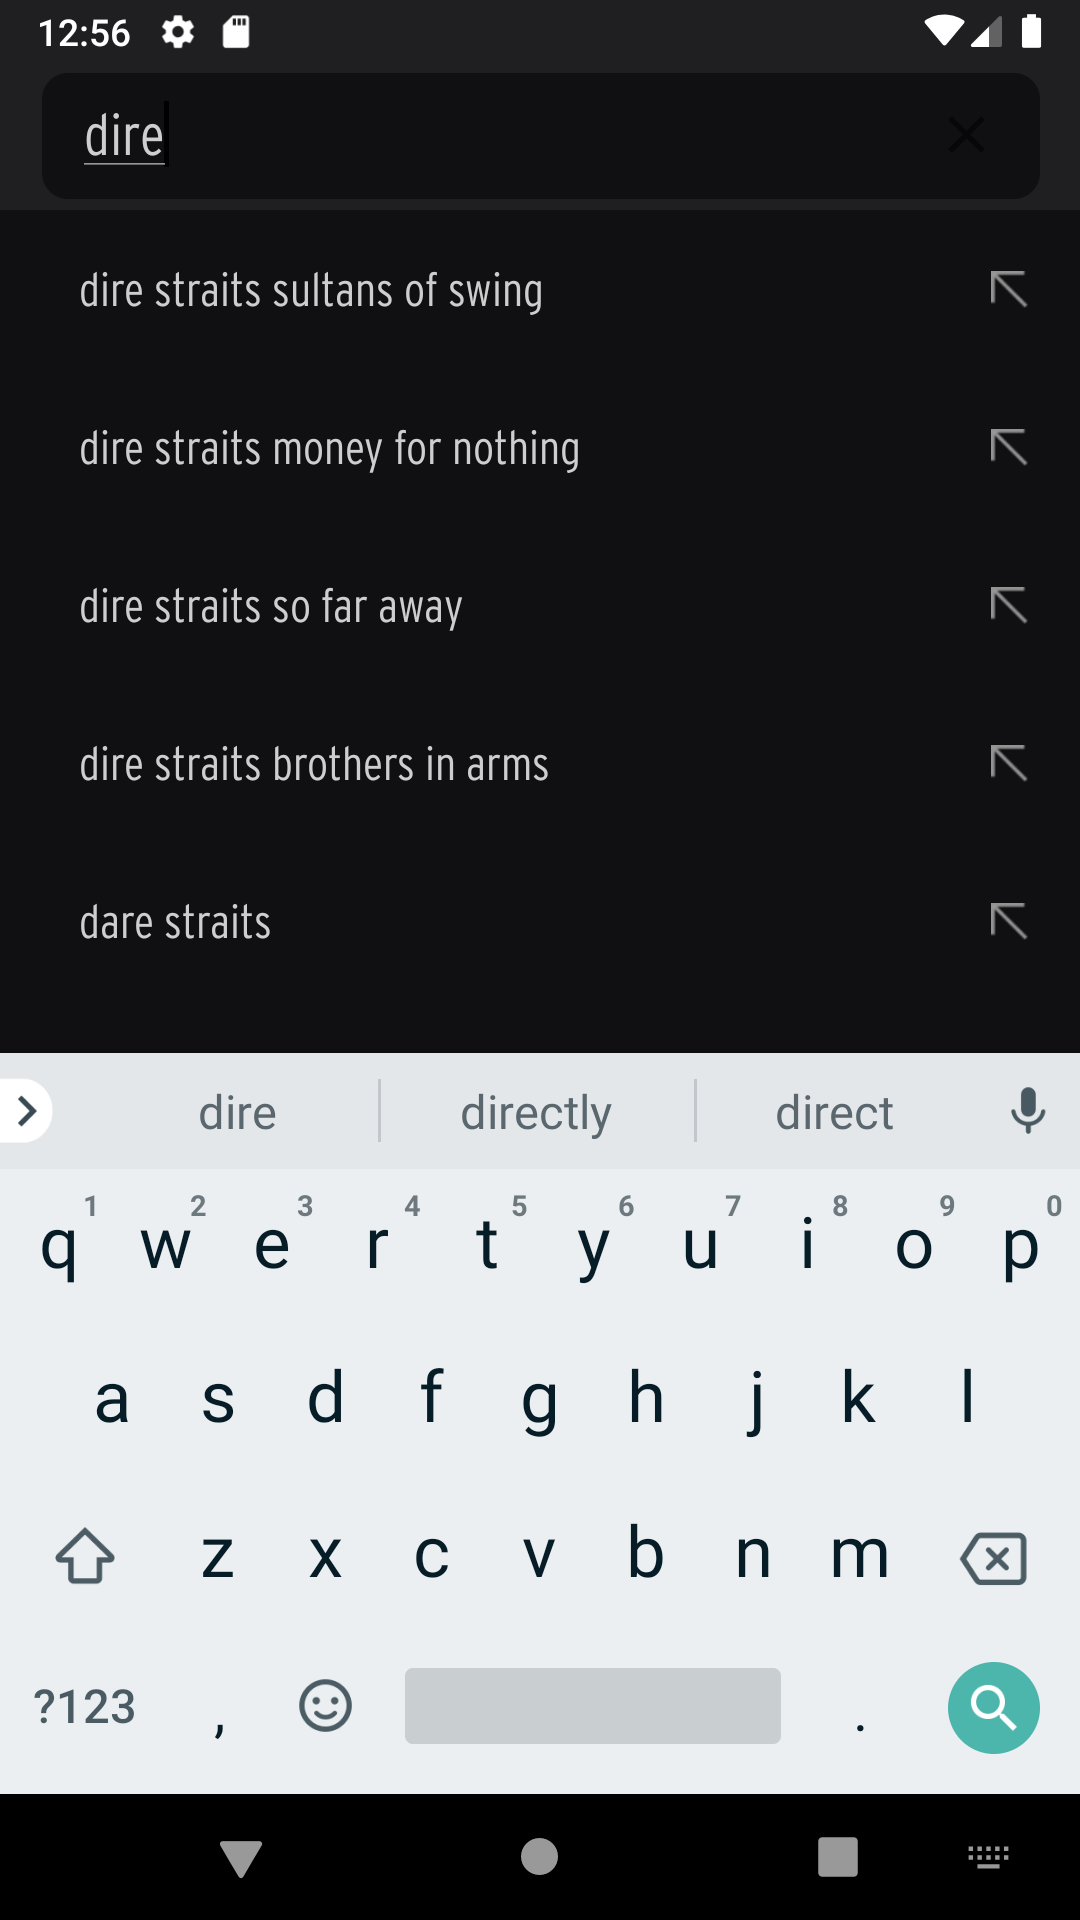 12:56
dire
dire straits sultans of swing
dire straits money for nothing
dire straits so far away
dire straits brothers in arms
dare straits
dire directly direct
1 2 3 4 5 6 7 8 9 0
q w e r t y u i o p
a s d f g h j k l
z x c v b n m
?123 , .